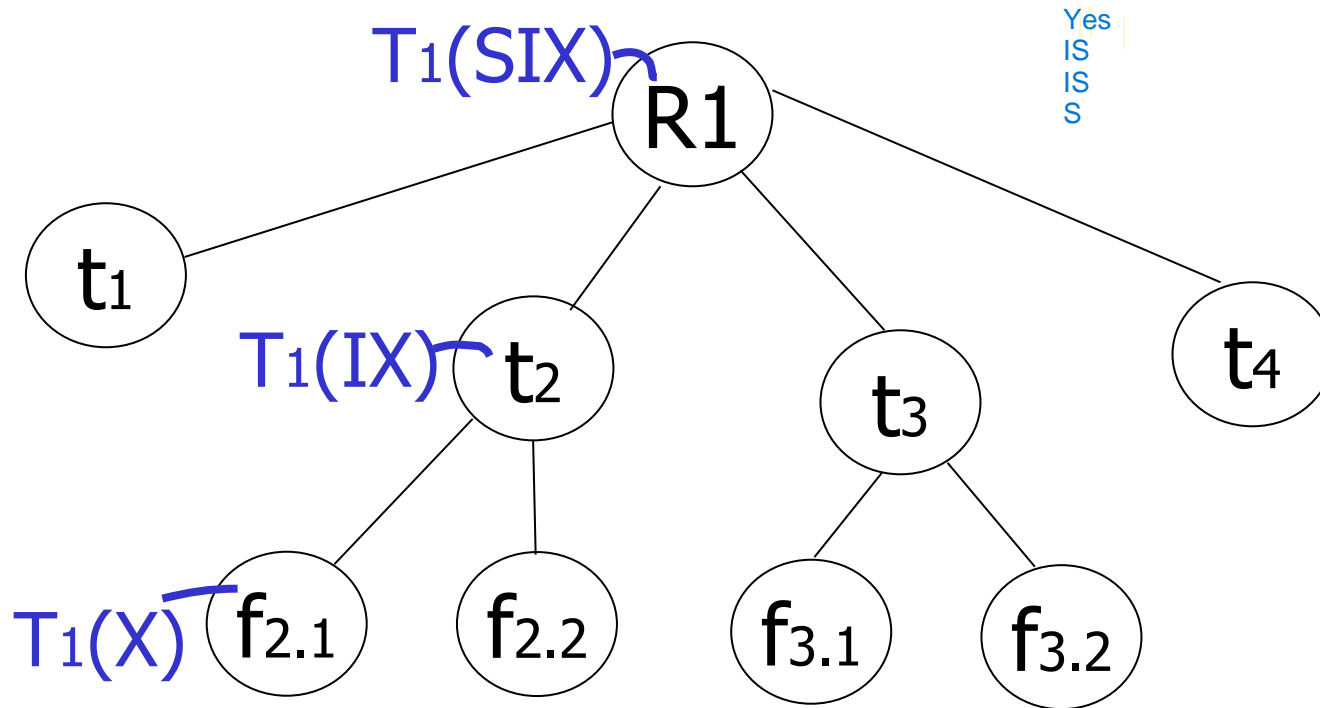 Yes
IS
IS
S
T1(SIX)
R1
t1
T1(IX)
t2
t3
t4
T1(X)
f2.1
f2.2
f3.1
f3.2